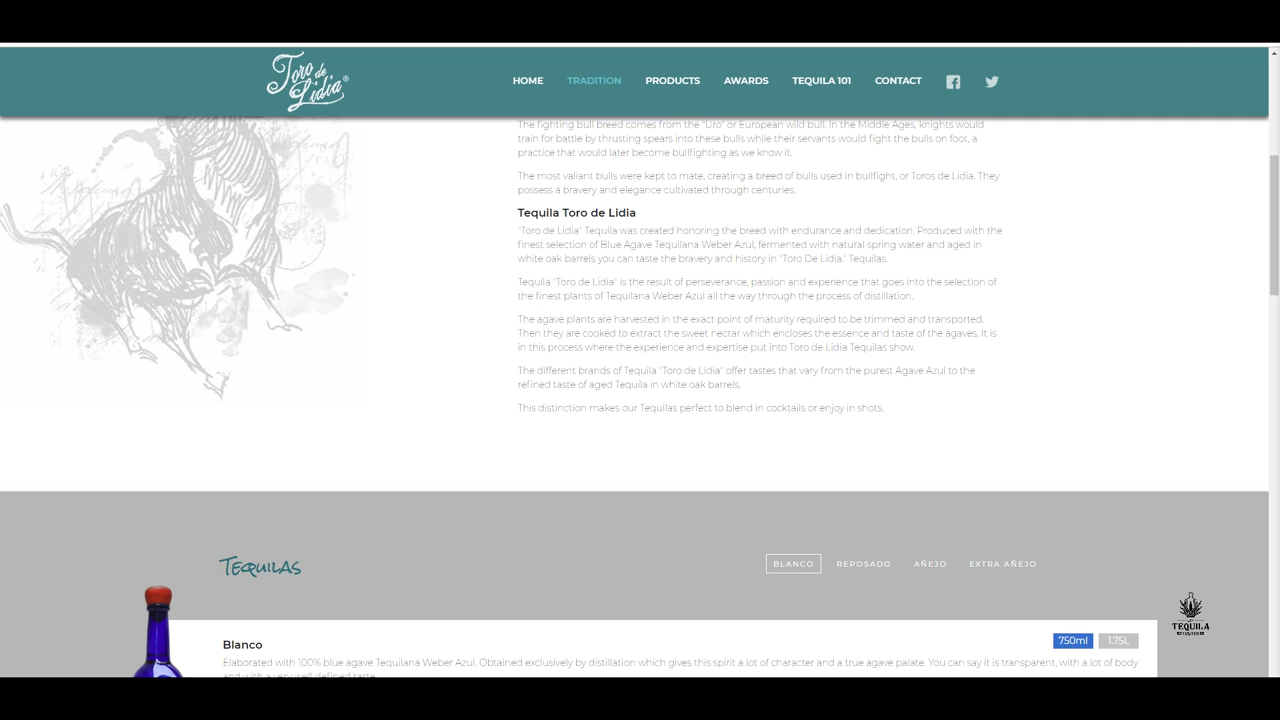 Toro de Lidia®
HOME TRADITION PRODUCTS AWARDS TEQUILA 101 CONTACT
The fighting bull breed comes from the "Uro" or European wild bull. In the Middle Ages, knights would
train for battle by thrusting spears into these bulls while their servants would fight the bulls on foot, a
practice that would later become bullfighting as we know it.
The most valiant bulls were kept to mate, creating a breed of bulls used in bullfight, or Toros de Lidia. They
possess a bravery and elegance cultivated through centuries.
Tequila Toro de Lidia
"Toro de Lidia" Tequila was created honoring the breed with endurance and dedication. Produced with the
finest selection of Blue Agave Tequilana Weber Azul, fermented with natural spring water and aged in
white oak barrels you can taste the bravery and history in "Toro De Lidia." Tequilas.
Tequila "Toro de Lidia" is the result of perseverance, passion and experience that goes into the selection of
the finest plants of Tequilana Weber Azul all the way through the process of distillation.
The agave plants are harvested in the exact point of maturity required to be trimmed and transported.
Then they are cooked to extract the sweet nectar which encloses the essence and taste of the agaves. It is
in this process where the experience and expertise put into Toro de Lidia Tequilas show.
The different brands of Tequila "Toro de Lidia" offer tastes that vary from the purest Agave Azul to the
refined taste of aged Tequila in white oak barrels.
This distinction makes our Tequilas perfect to blend in cocktails or enjoy in shots.
TEQUILAS
BLANCO REPOSADO AÑEJO EXTRA AÑEJO
TEQUILA
Blanco
750ml 1.75L
Elaborated with 100% blue agave Tequilana Weber Azul. Obtained exclusively by distillation which gives this spirit a lot of character and a true agave palate. You can say it is transparent, with a lot of body
and with a very well defined taste.